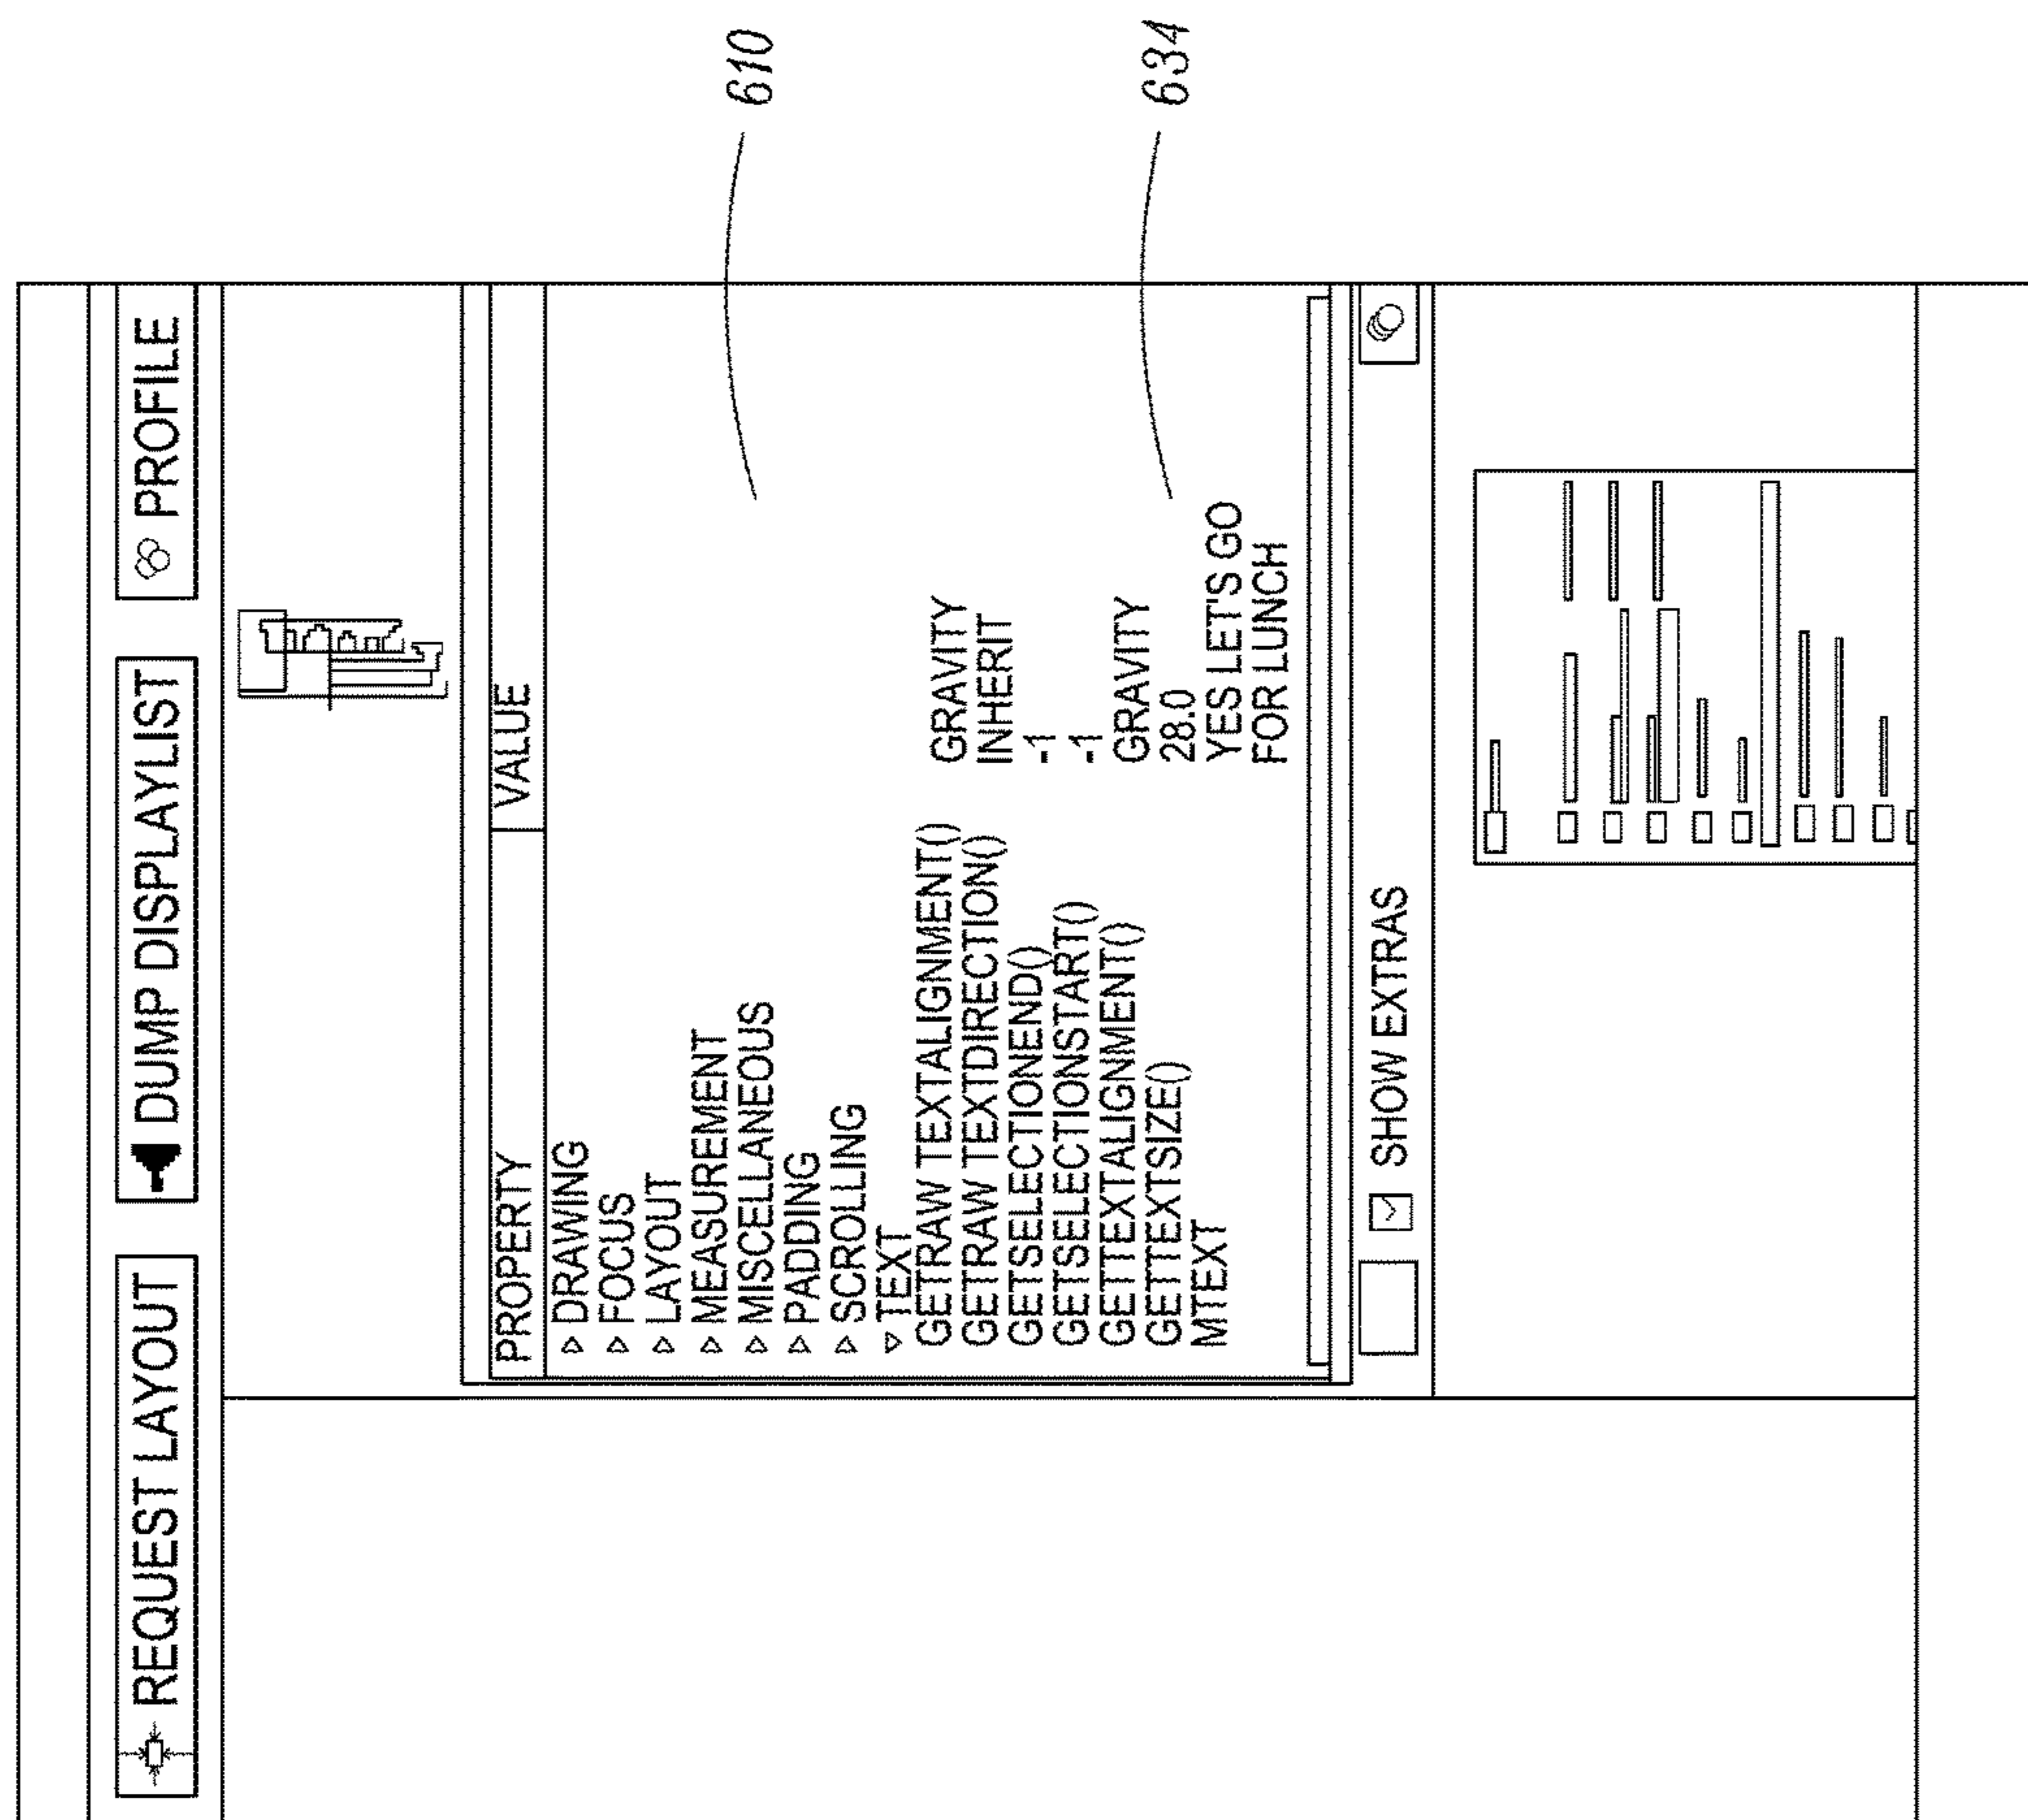 REQUEST LAYOUT
DUMP DISPLAYLIST
PROFILE
PROPERTY VALUE
DRAWING
FOCUS
LAYOUT
MEASUREMENT
MISCELLANEOUS
PADDING
SCROLLING
TEXT
GETRAW TEXTALIGNMENT() GRAVITY
GETRAW TEXTDIRECTION() INHERIT
GETSELECTIONEND() -1
GETSELECTIONSTART() -1
GETTEXTALIGNMENT() GRAVITY
GETTEXTSIZE() 28.0
MTEXT YES LET'S GO
FOR LUNCH
SHOW EXTRAS
610
634